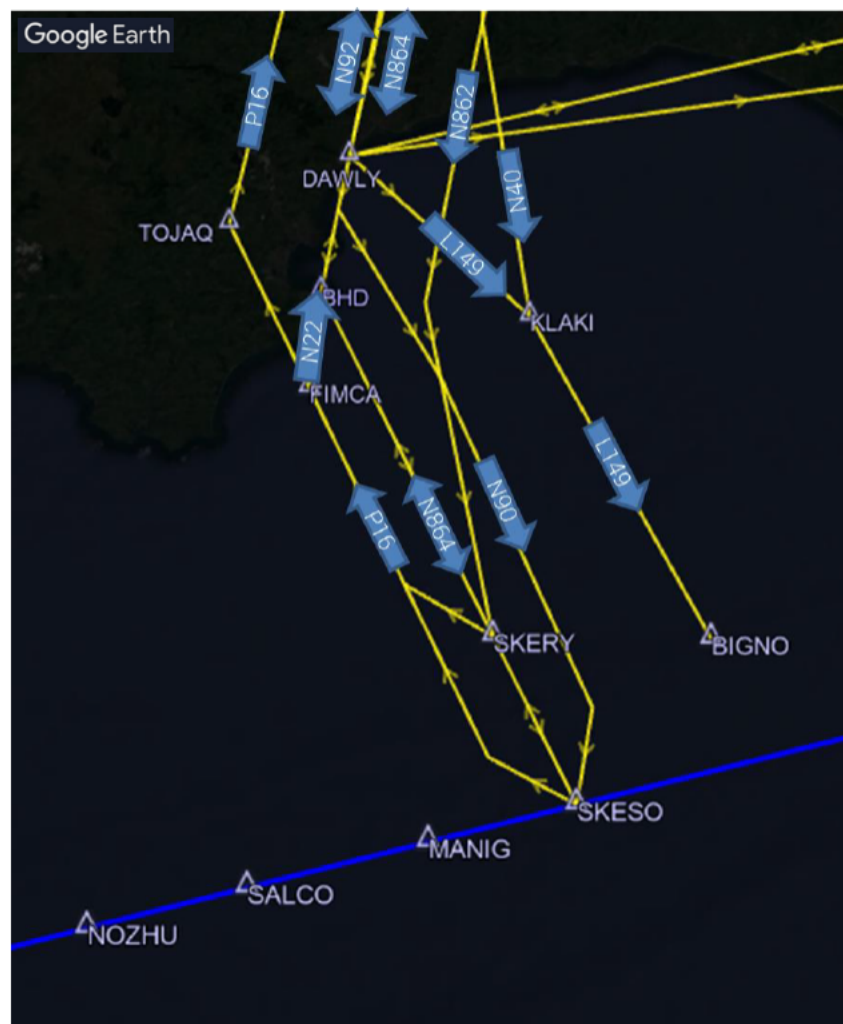 Google Earth
N92
N864
P16
N862
DAWLY
N40
TOJAQ
L149
BHD
KLAKI
N22
FIMCA
L149
N90
P16
N864
SKERY
BIGNO
SKESO
MANIG
SALCO
NOZHU